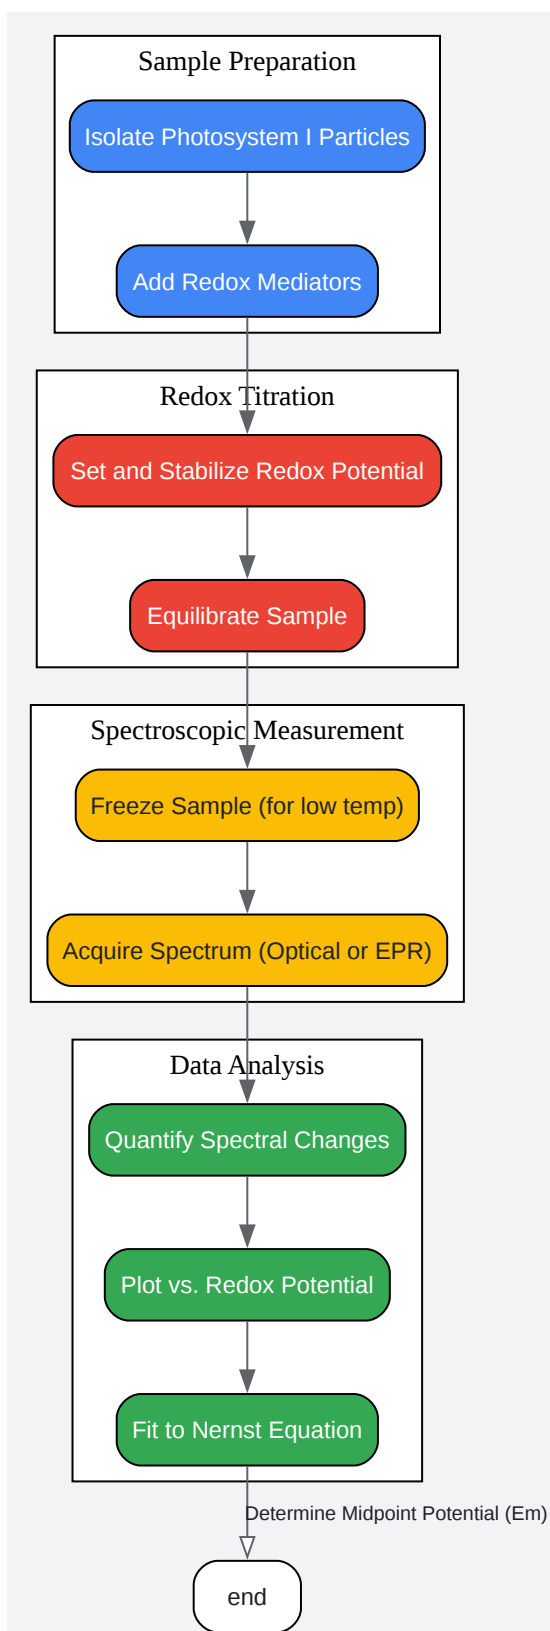 Sample Preparation
Isolate Photosystem I Particles
Add Redox Mediators
Redox Titration
Set and Stabilize Redox Potential
Equilibrate Sample
Spectroscopic Measurement
Freeze Sample (for low temp)
Acquire Spectrum (Optical or EPR)
Data Analysis
Quantify Spectral Changes
Plot vs. Redox Potential
Fit to Nernst Equation
Determine Midpoint Potential (Em)
end